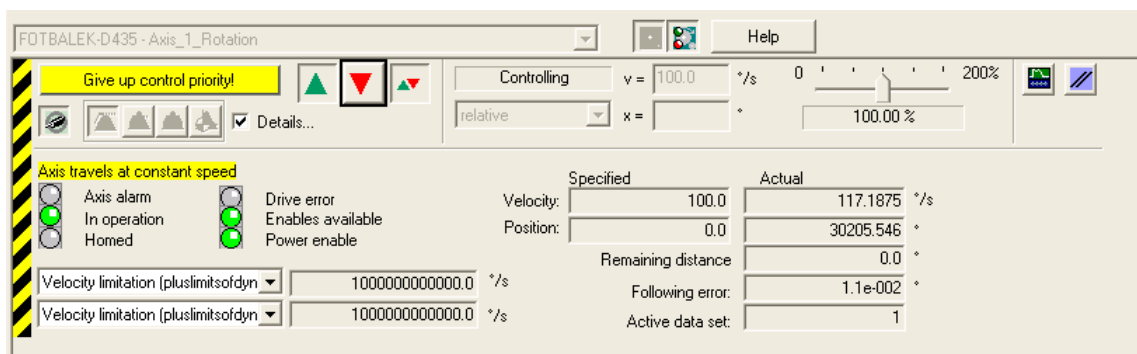 FOTBALEK-D435 - Axis_1_Rotation
Help
Give up control priority!
Controlling v = 100.0 °/s 0 200%
Details...
relative x = ° 100.00 %
Axis travels at constant speed
Specified Actual
Axis alarm Drive error Velocity: 100.0 117.1875 °/s
In operation Enables available Position: 0.0 30205.546 °
Homed Power enable
Remaining distance 0.0 °
Velocity limitation (pluslimitsofdyn 1000000000000.0 °/s
Following error: 1.1e-002 °
Velocity limitation (pluslimitsofdyn 1000000000000.0 °/s
Active data set: 1